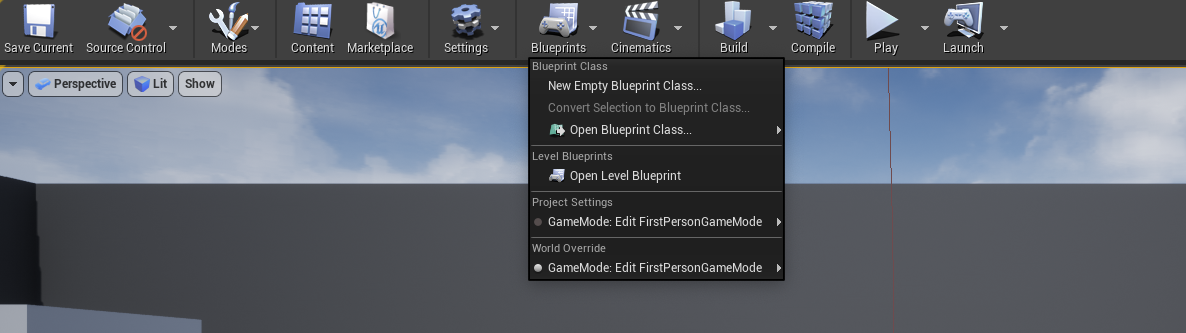 Save Current
Source Control
Modes
Content
Marketplace
Settings
Blueprints
Cinematics
Build
Compile
Play
Launch
Perspective
Lit
Show
Blueprint Class
New Empty Blueprint Class...
Convert Selection to Blueprint Class...
Open Blueprint Class...
Level Blueprints
Open Level Blueprint
Project Settings
GameMode: Edit FirstPersonGameMode
World Override
GameMode: Edit FirstPersonGameMode